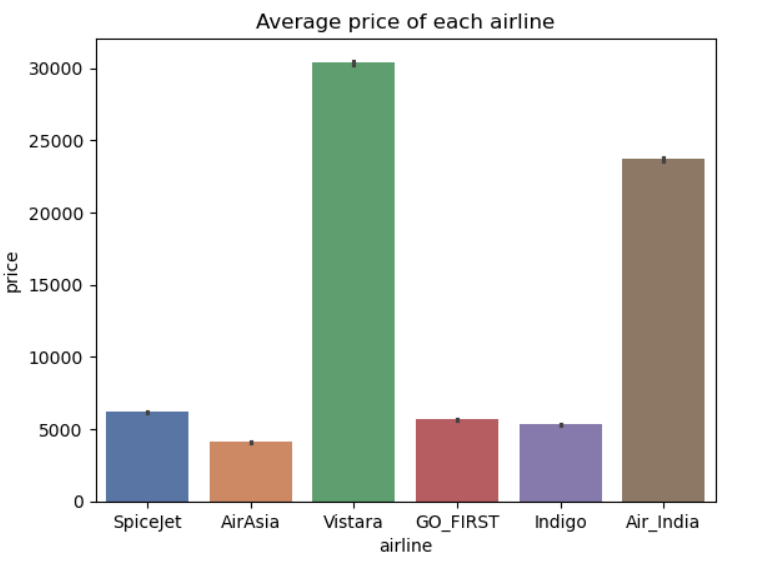 Average price of each airline
30000
25000
20000
15000
10000
5000
0
price
SpiceJet AirAsia Vistara GO_FIRST Indigo Air_India
airline